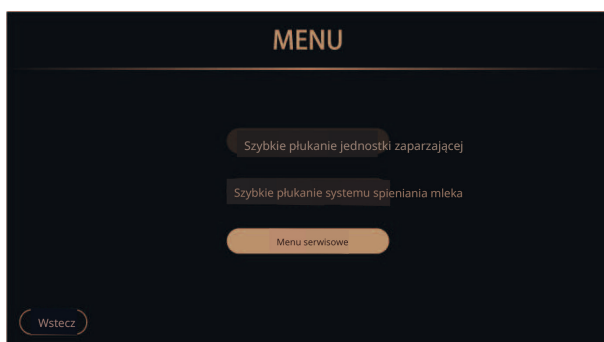 MENU
Szybkie płukanie jednostki zaparzającej
Szybkie płukanie systemu spieniania mleka
Menu serwisowe
Wstecz